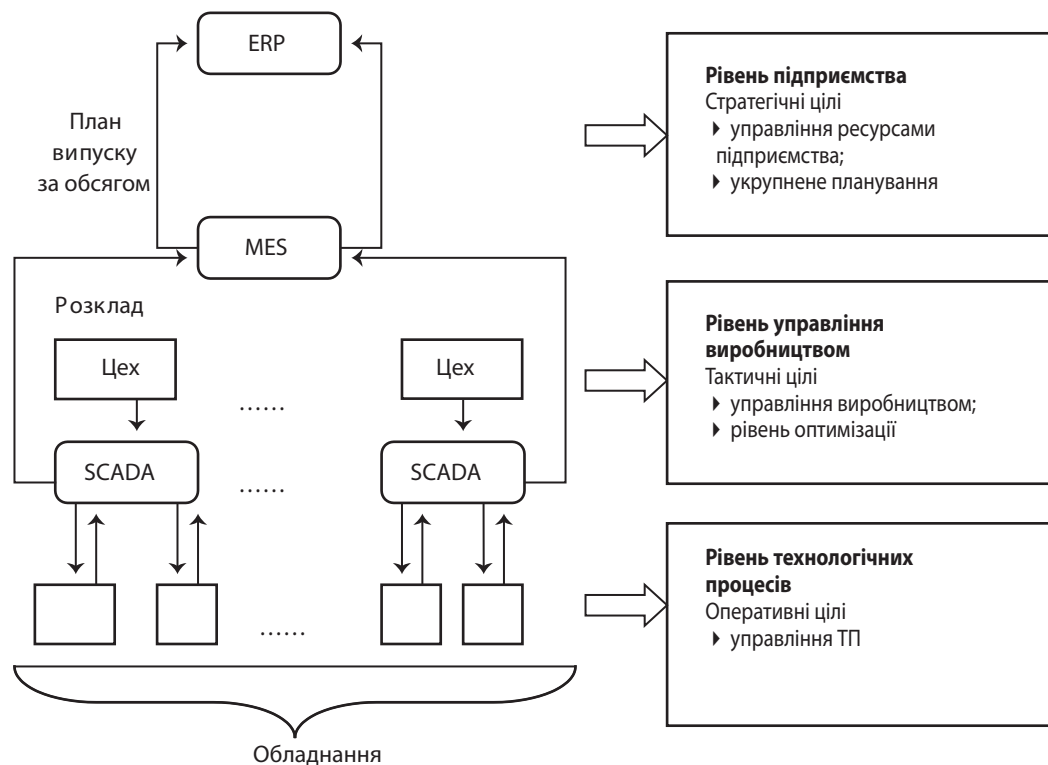 ERP
План
випуску
за обсягом
MES
Розклад
Цех
......
Цех
SCADA
......
SCADA
......
Обладнання
Рівень підприємства
Стратегічні цілі
управління ресурсами
підприємства;
укрупнене планування
Рівень управління
виробництвом
Тактичні цілі
управління виробництвом;
рівень оптимізації
Рівень технологічних
процесів
Оперативні цілі
управління ТП